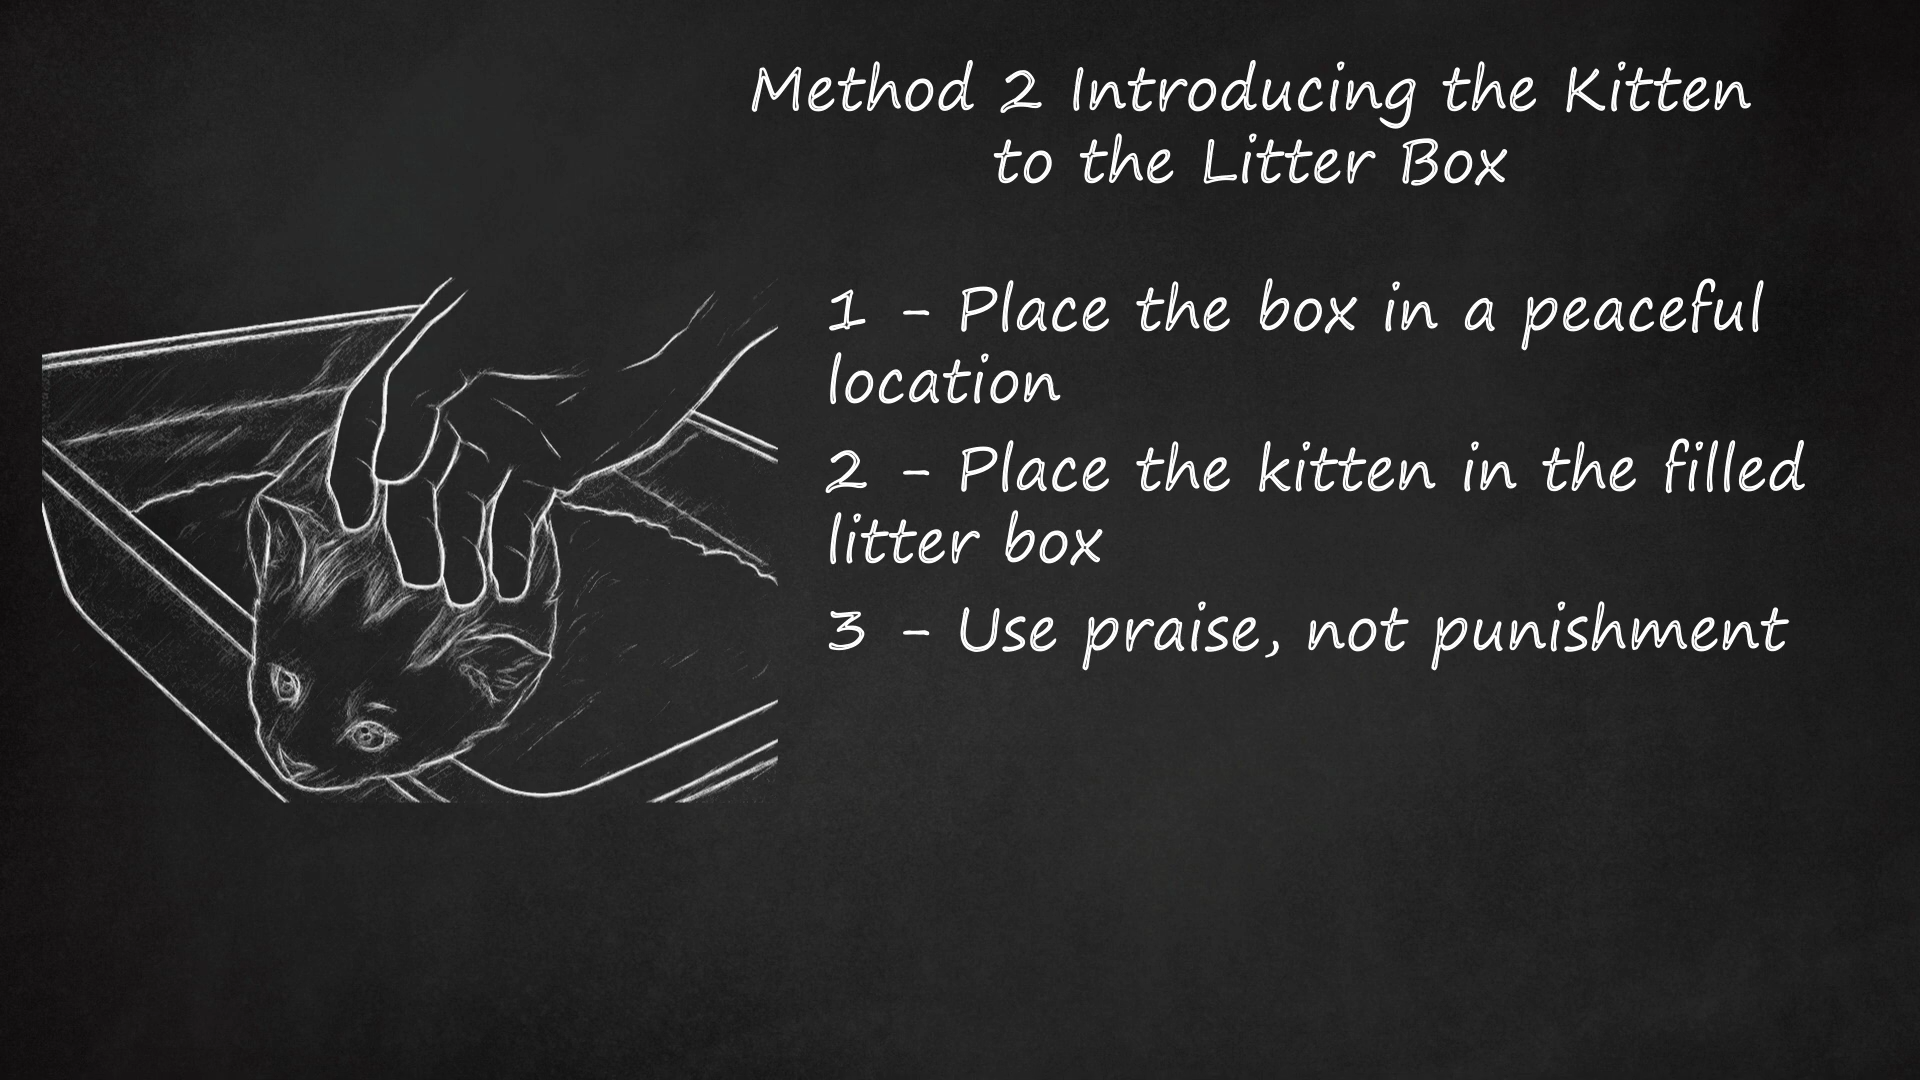 Method 2 Introducing the Kitten
to the Litter Box
1 - Place the box in a peaceful
location
2 - Place the kitten in the filled
litter box
3 - Use praise, not punishment